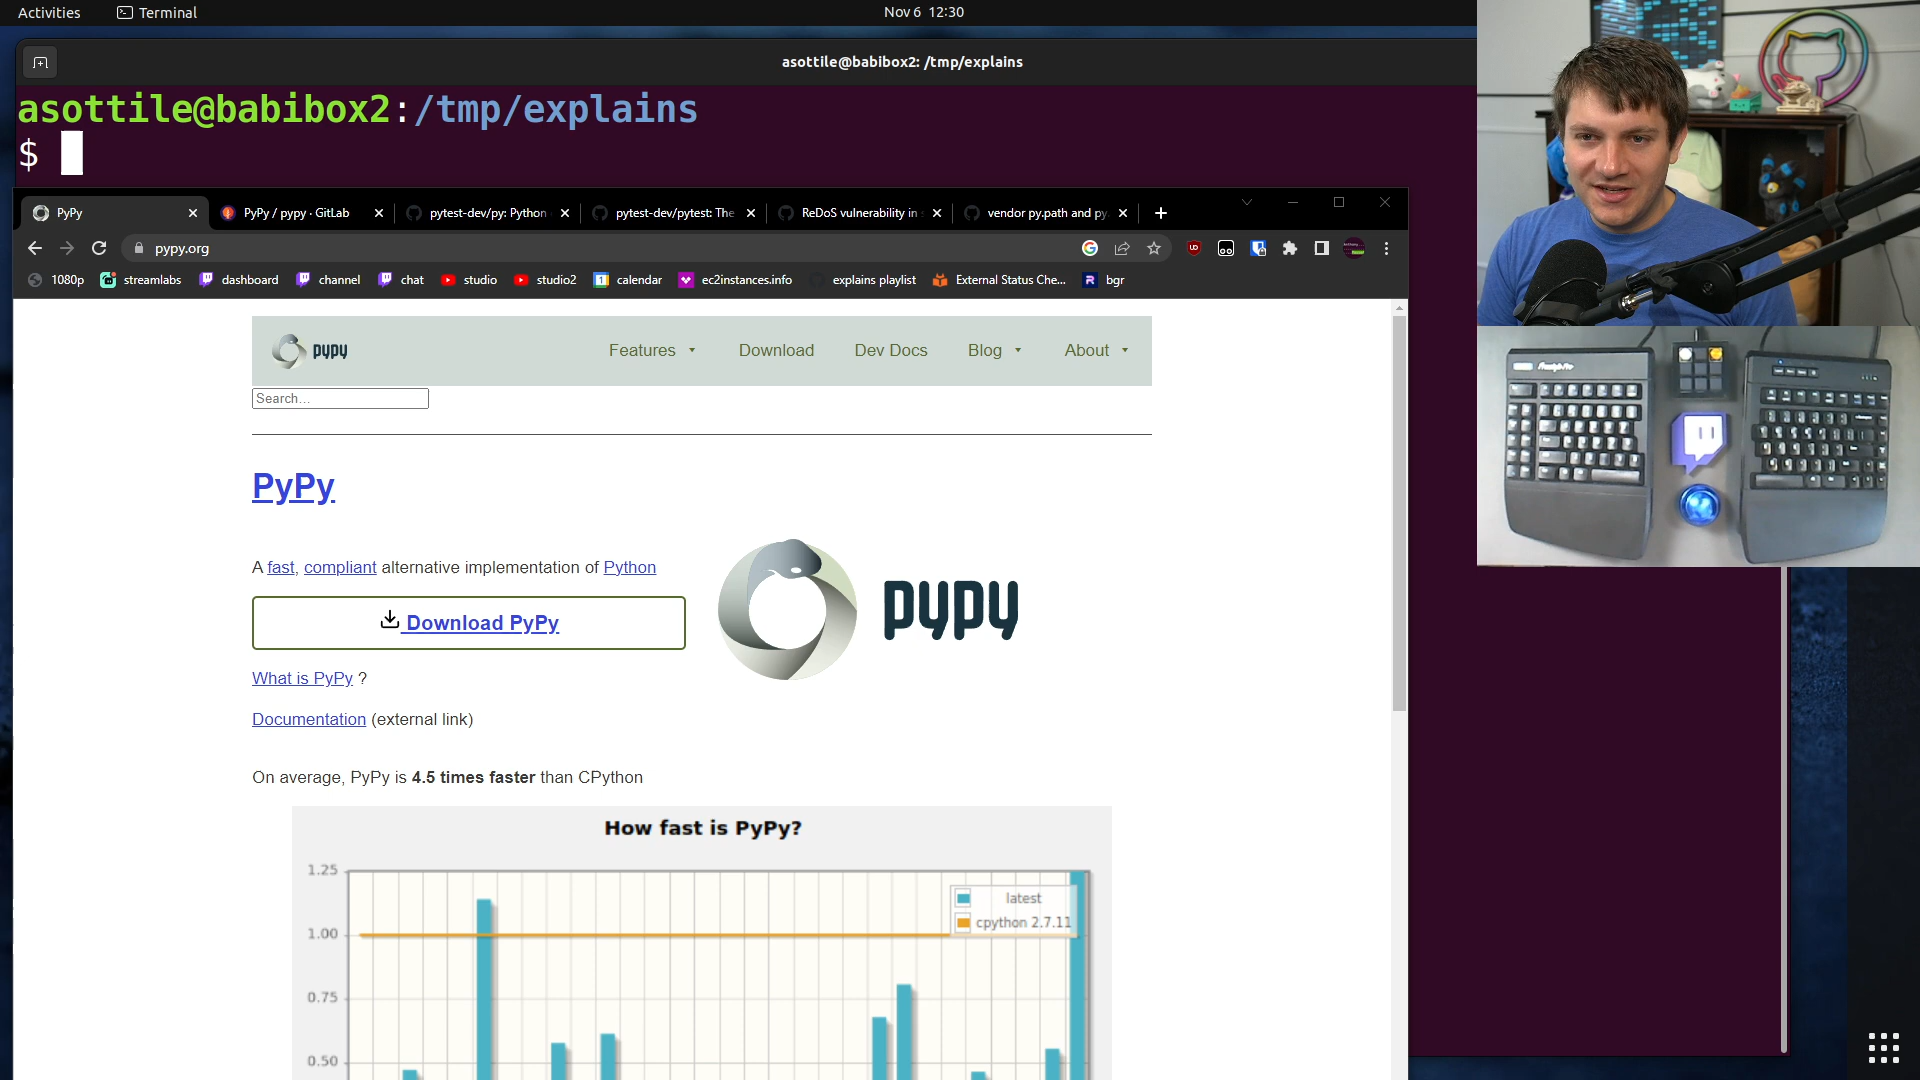 Activities
Terminal
Nov 6 12:30
asottile@babibox2: /tmp/explains
asottile@babibox2:/tmp/explains
$
PyPy
PyPy / pypy · GitLab
pytest-dev/py: Python
pytest-dev/pytest: The
ReDoS vulnerability in
vendor py.path and py.
pypy.org
1080p
streamlabs
dashboard
channel
chat
studio
studio2
calendar
ec2instances.info
explains playlist
External Status Che...
bgr
pypy
Features
Download
Dev Docs
Blog
About
Search...
PyPy
A fast, compliant alternative implementation of Python
Download PyPy
pypy
What is PyPy ?
Documentation (external link)
On average, PyPy is 4.5 times faster than CPython
How fast is PyPy?
1.25
latest
cpython 2.7.11
1.00
0.75
0.50